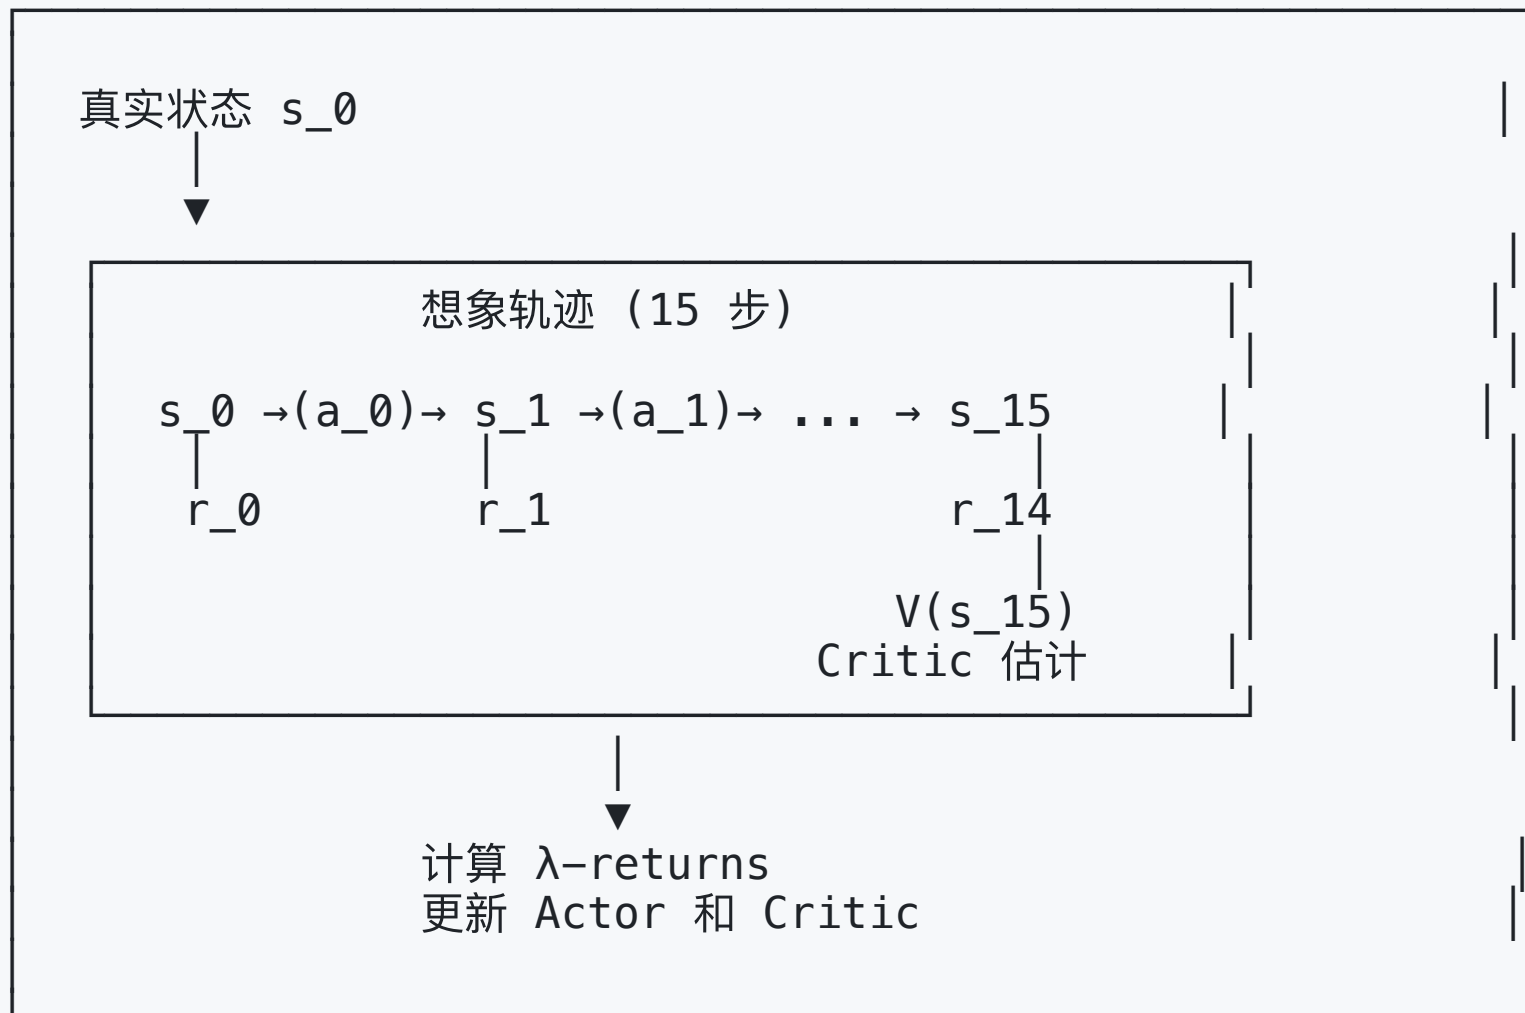 真实状态 s_0
想象轨迹 (15 步)
s_0 →(a_0)→ s_1 →(a_1)→ ... → s_15
r_0 r_1 r_14
V(s_15)
Critic 估计
计算 λ-returns
更新 Actor 和 Critic